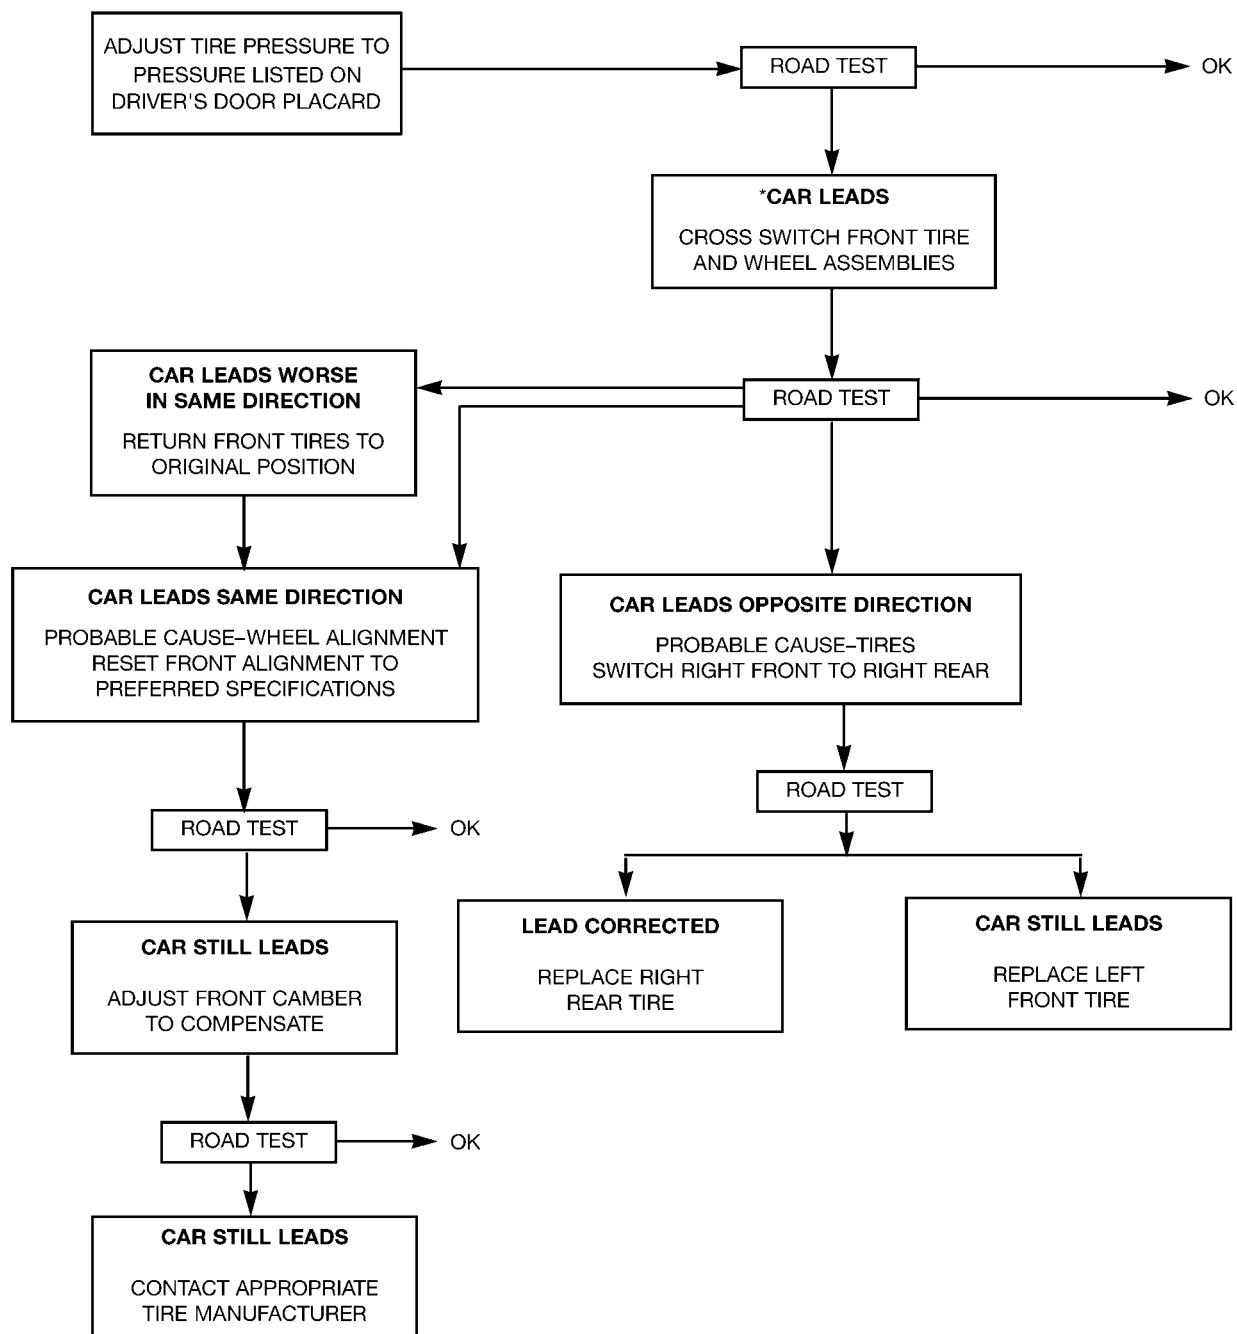 ADJUST TIRE PRESSURE TO
PRESSURE LISTED ON
DRIVER'S DOOR PLACARD
ROAD TEST
OK
*CAR LEADS
CROSS SWITCH FRONT TIRE
AND WHEEL ASSEMBLIES
ROAD TEST
OK
CAR LEADS WORSE
IN SAME DIRECTION
RETURN FRONT TIRES TO
ORIGINAL POSITION
CAR LEADS SAME DIRECTION
PROBABLE CAUSE–WHEEL ALIGNMENT
RESET FRONT ALIGNMENT TO
PREFERRED SPECIFICATIONS
ROAD TEST
OK
CAR STILL LEADS
ADJUST FRONT CAMBER
TO COMPENSATE
ROAD TEST
OK
CAR STILL LEADS
CONTACT APPROPRIATE
TIRE MANUFACTURER
CAR LEADS OPPOSITE DIRECTION
PROBABLE CAUSE–TIRES
SWITCH RIGHT FRONT TO RIGHT REAR
ROAD TEST
LEAD CORRECTED
REPLACE RIGHT
REAR TIRE
CAR STILL LEADS
REPLACE LEFT
FRONT TIRE